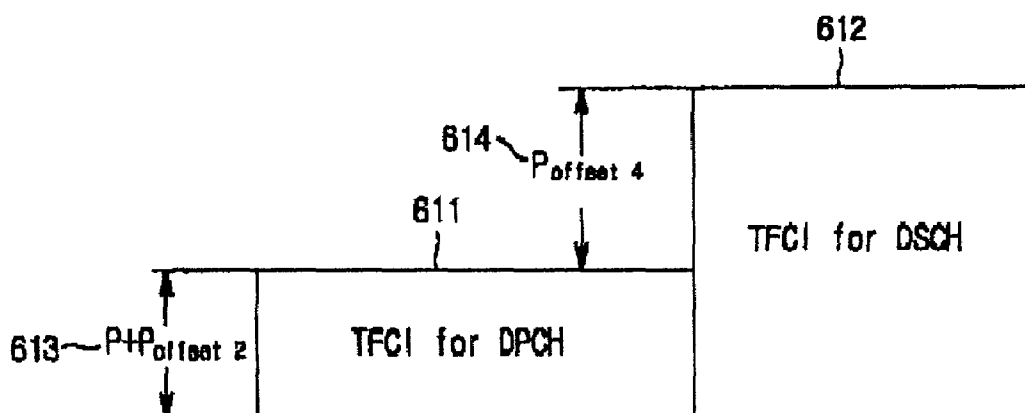 612
614
Poffset 4
611
TFCI for DSCH
613
P+Poffset 2
TFCI for DPCH